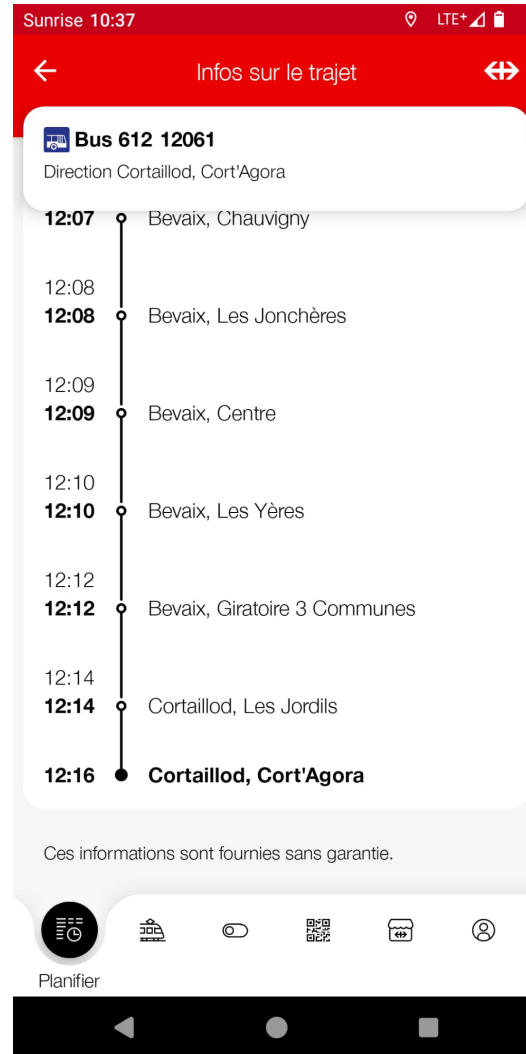 Sunrise 10:37 LTE+
Infos sur le trajet
Bus 612 12061
Direction Cortaillod, Cort'Agora
12:07 Bevaix, Chauvigny
12:08
12:08 Bevaix, Les Jonchères
12:09
12:09 Bevaix, Centre
12:10
12:10 Bevaix, Les Yères
12:12
12:12 Bevaix, Giratoire 3 Communes
12:14
12:14 Cortaillod, Les Jordils
12:16 Cortaillod, Cort'Agora
Ces informations sont fournies sans garantie.
Planifier